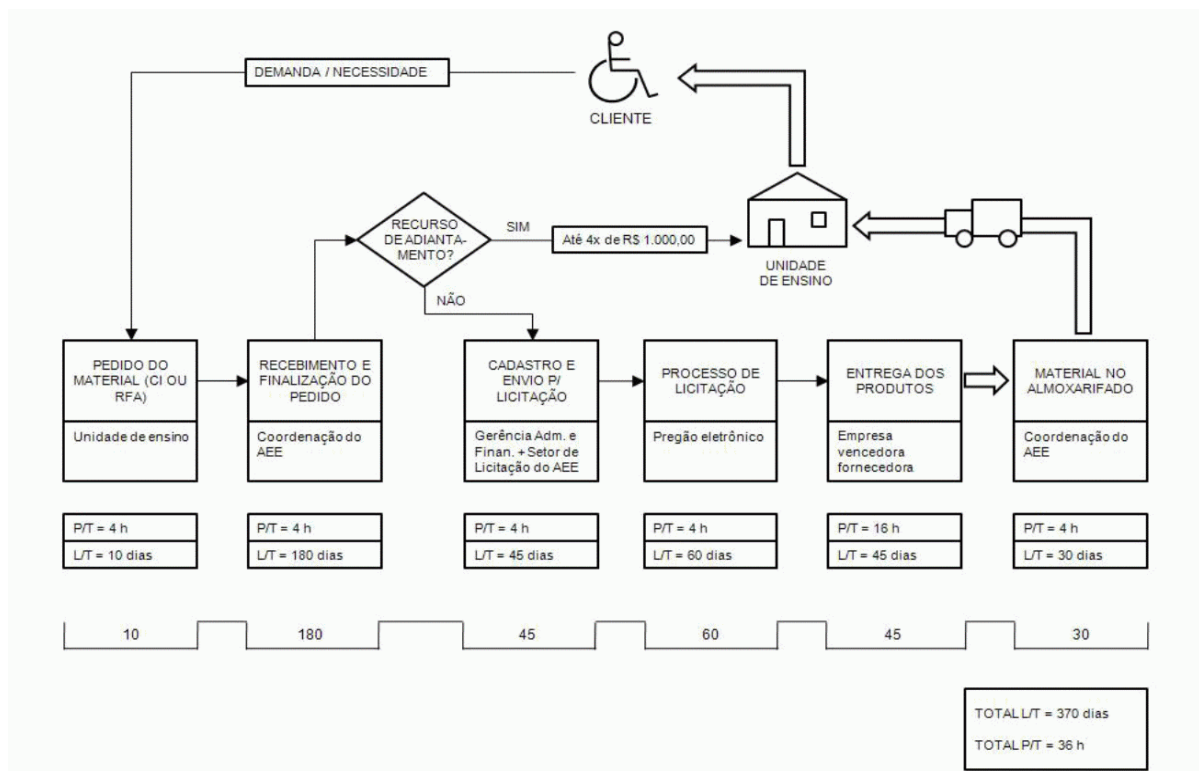 DEMANDA / NECESSIDADE
CLIENTE
RECURSO
DE ADIANTA-
MENTO?
SIM
Até 4x de R$ 1.000,00
UNIDADE
DE ENSINO
NÃO
PEDIDO DO
MATERIAL (CI OU
RFA)
Unidade de ensino
RECEBIMENTO E
FINALIZAÇÃO DO
PEDIDO
Coordenação do
AEE
CADASTRO E
ENVIO P/
LICITAÇÃO
Gerência Adm. e
Finan. + Setor de
Licitação do AEE
PROCESSO DE
LICITAÇÃO
Pregão eletrônico
ENTREGA DOS
PRODUTOS
Empresa
vencedora
fornecedora
MATERIAL NO
ALMOXARIFADO
Coordenação do
AEE
P/T = 4 h
L/T = 10 dias
P/T = 4 h
L/T = 180 dias
P/T = 4 h
L/T = 45 dias
P/T = 4 h
L/T = 60 dias
P/T = 16 h
L/T = 45 dias
P/T = 4 h
L/T = 30 dias
10
180
45
60
45
30
TOTAL L/T = 370 dias
TOTAL P/T = 36 h